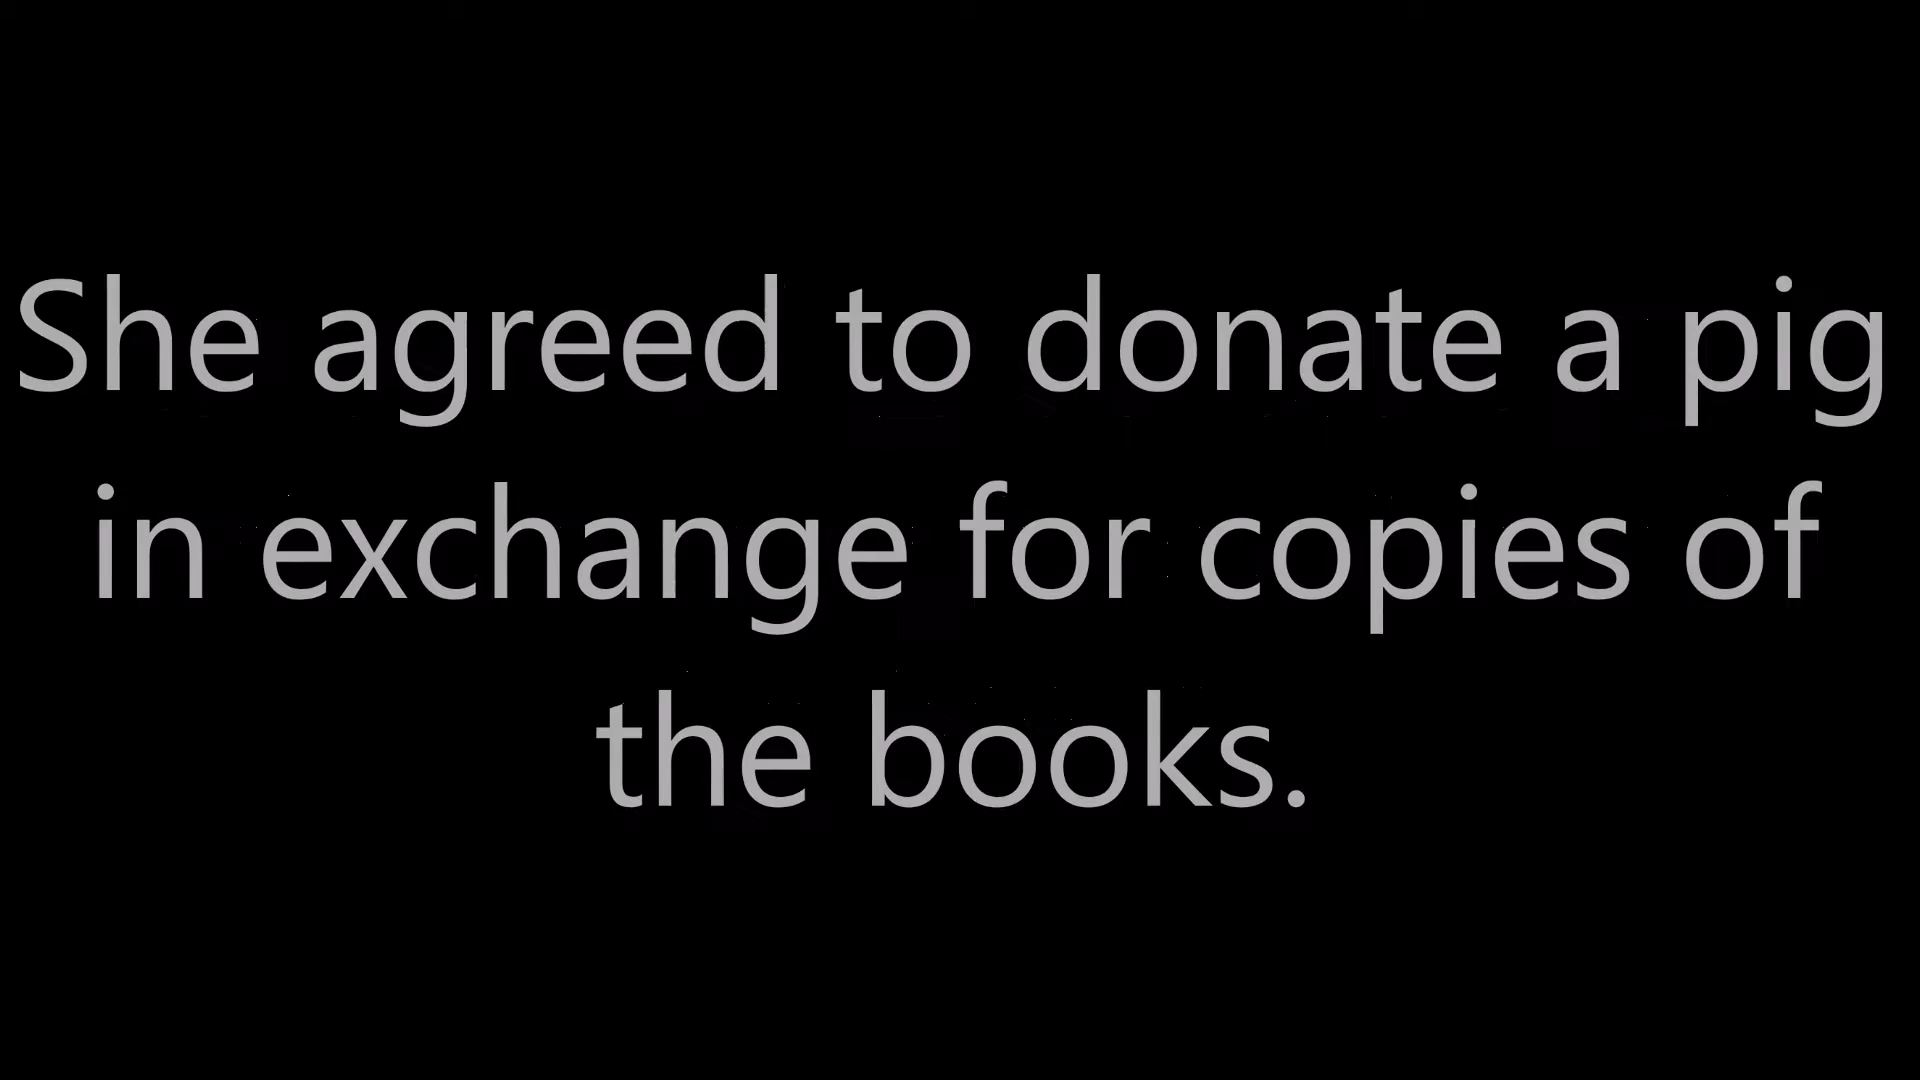 She agreed to donate a pig
in exchange for copies of
the books.